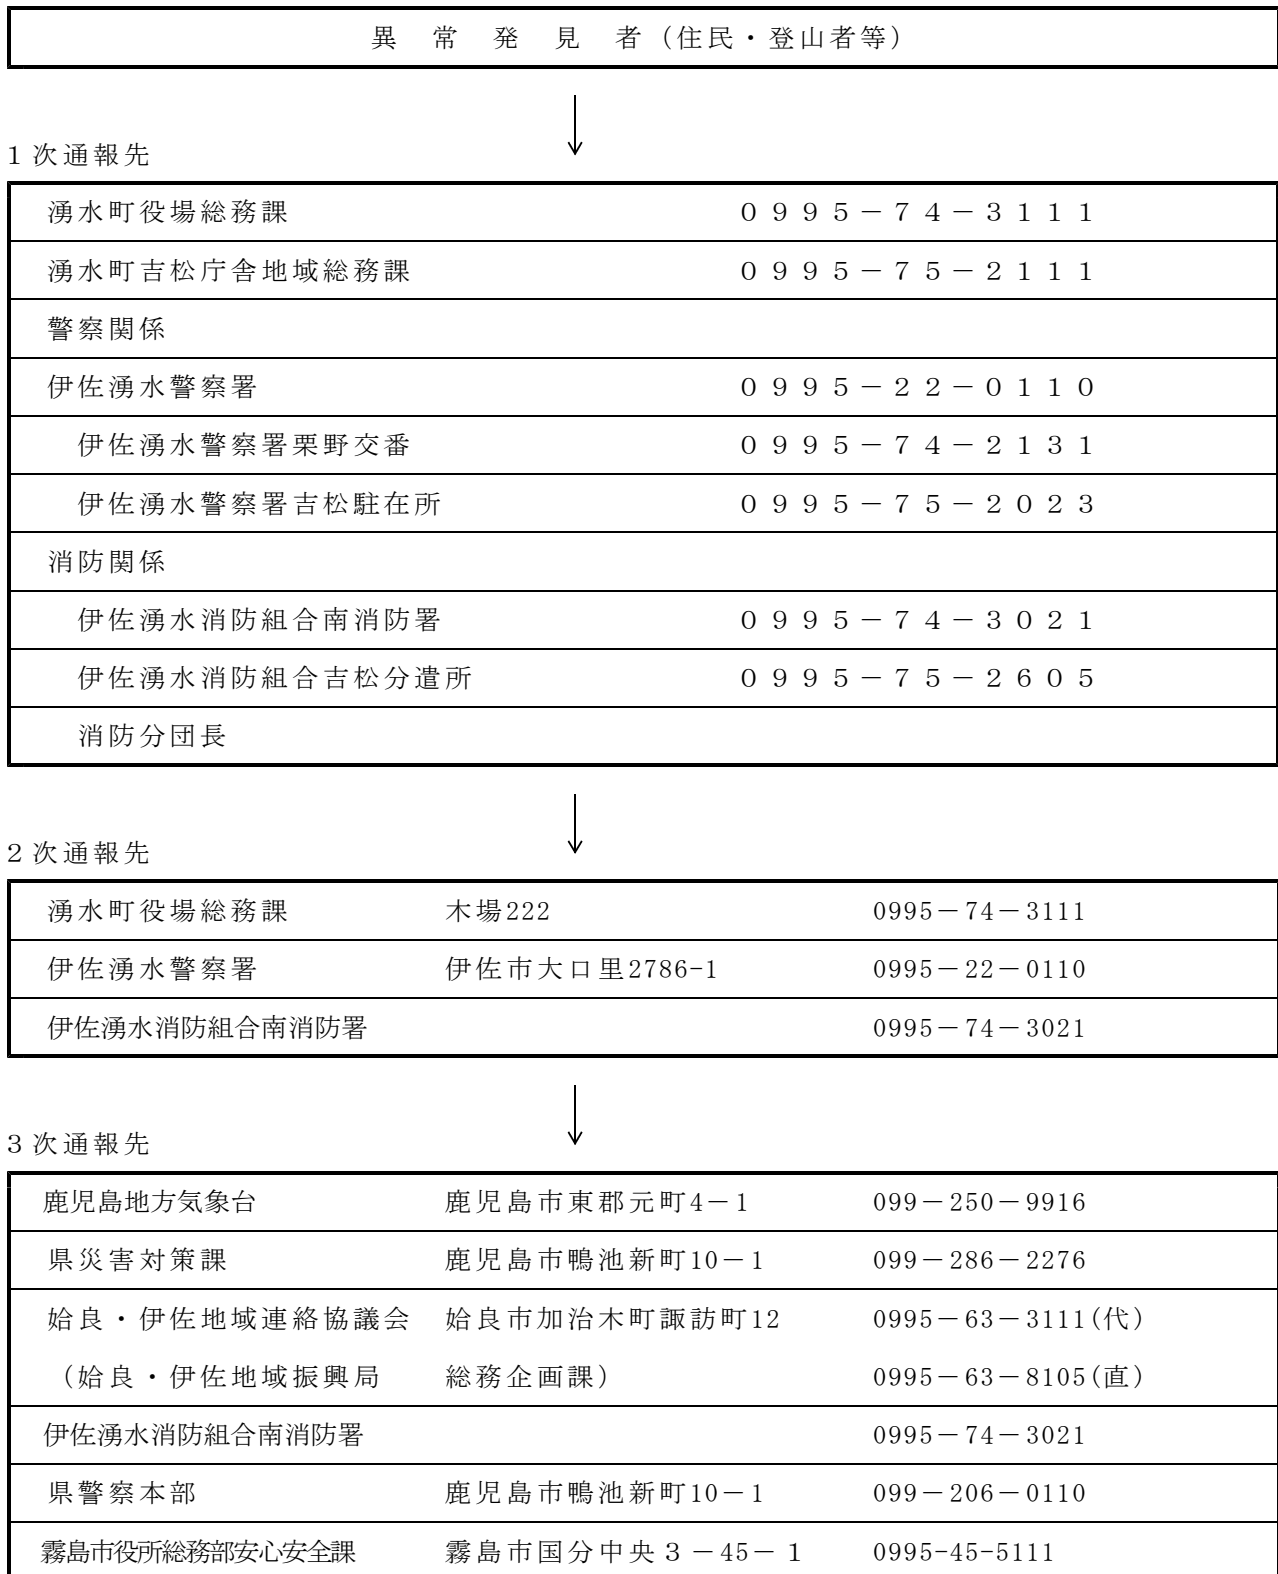 異常発見者(住民・登山者等)
１次通報先
湧水町役場総務課 ０９９５－７４－３１１１
湧水町吉松庁舎地域総務課 ０９９５－７５－２１１１
警察関係
伊佐湧水警察署 ０９９５－２２－０１１０
伊佐湧水警察署栗野交番 ０９９５－７４－２１３１
伊佐湧水警察署吉松駐在所 ０９９５－７５－２０２３
消防関係
伊佐湧水消防組合南消防署 ０９９５－７４－３０２１
伊佐湧水消防組合吉松分遣所 ０９９５－７５－２６０５
消防分団長
２次通報先
湧水町役場総務課 木場222 0995－74－3111
伊佐湧水警察署 伊佐市大口里2786-1 0995－22－0110
伊佐湧水消防組合南消防署 0995－74－3021
３次通報先
鹿児島地方気象台 鹿児島市東郡元町4－1 099－250－9916
県災害対策課 鹿児島市鴨池新町10－1 099－286－2276
姶良・伊佐地域連絡協議会 姶良市加治木町諏訪町12 0995－63－3111(代)
（姶良・伊佐地域振興局 総務企画課） 0995－63－8105(直)
伊佐湧水消防組合南消防署 0995－74－3021
県警察本部 鹿児島市鴨池新町10－1 099－206－0110
霧島市役所総務部安心安全課 霧島市国分中央３－45－１ 0995-45-5111